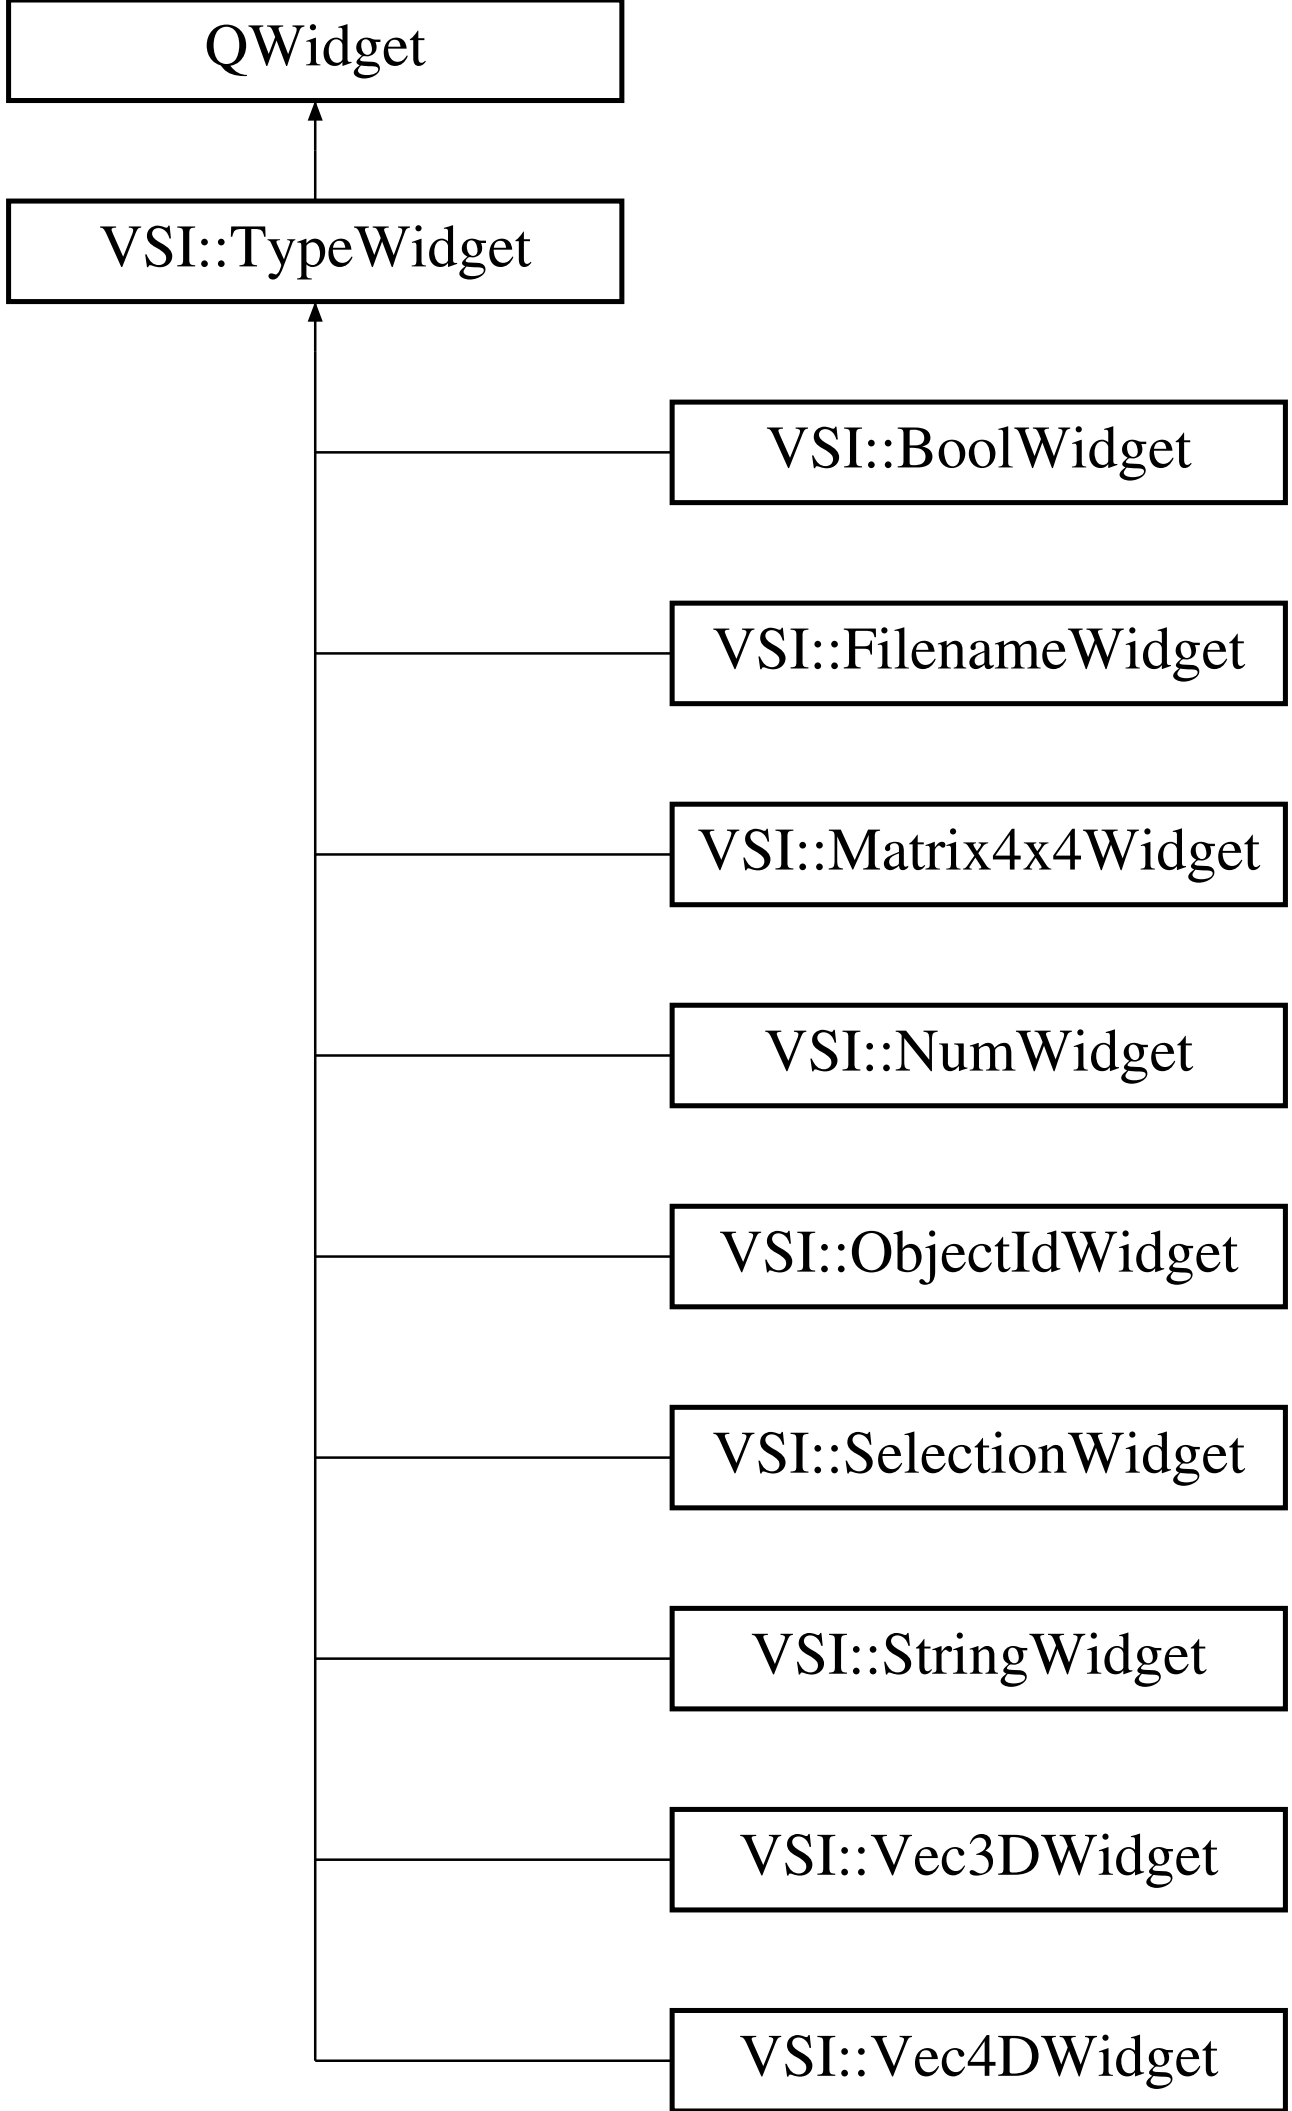 QWidget
VSI::TypeWidget
VSI::BoolWidget
VSI::FilenameWidget
VSI::Matrix4x4Widget
VSI::NumWidget
VSI::ObjectIdWidget
VSI::SelectionWidget
VSI::StringWidget
VSI::Vec3DWidget
VSI::Vec4DWidget